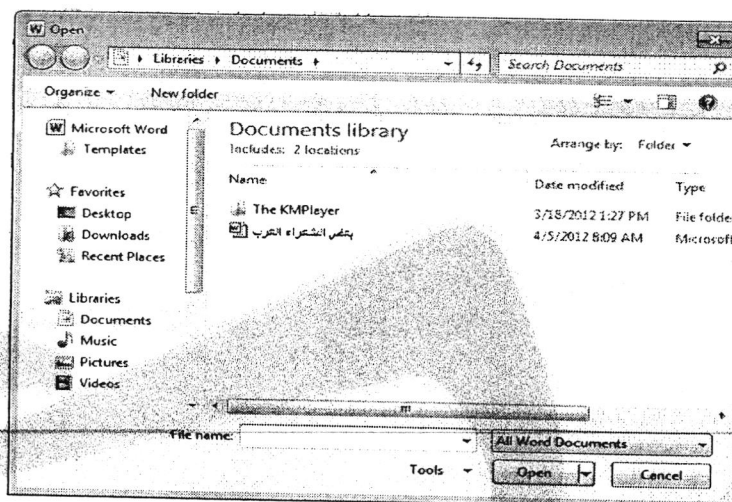 Open
Libraries Documents Search Documents
Organize New folder
Microsoft Word
Templates
Favorites
Desktop
Downloads
Recent Places
Libraries
Documents
Music
Pictures
Videos
Documents library
Includes: 2 locations
Arrange by: Folder
Name Date modified Type
The KMPlayer 3/18/2012 1:27 PM File folde
الشعراء العرب 4/5/2012 8:09 AM Microsoft
File name: All Word Documents
Tools Open Cancel